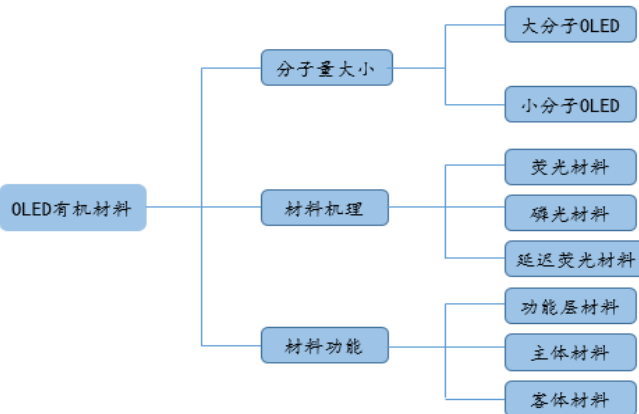 OLED有机材料
分子量大小
大分子OLED
小分子OLED
材料机理
荧光材料
磷光材料
延迟荧光材料
材料功能
功能层材料
主体材料
客体材料